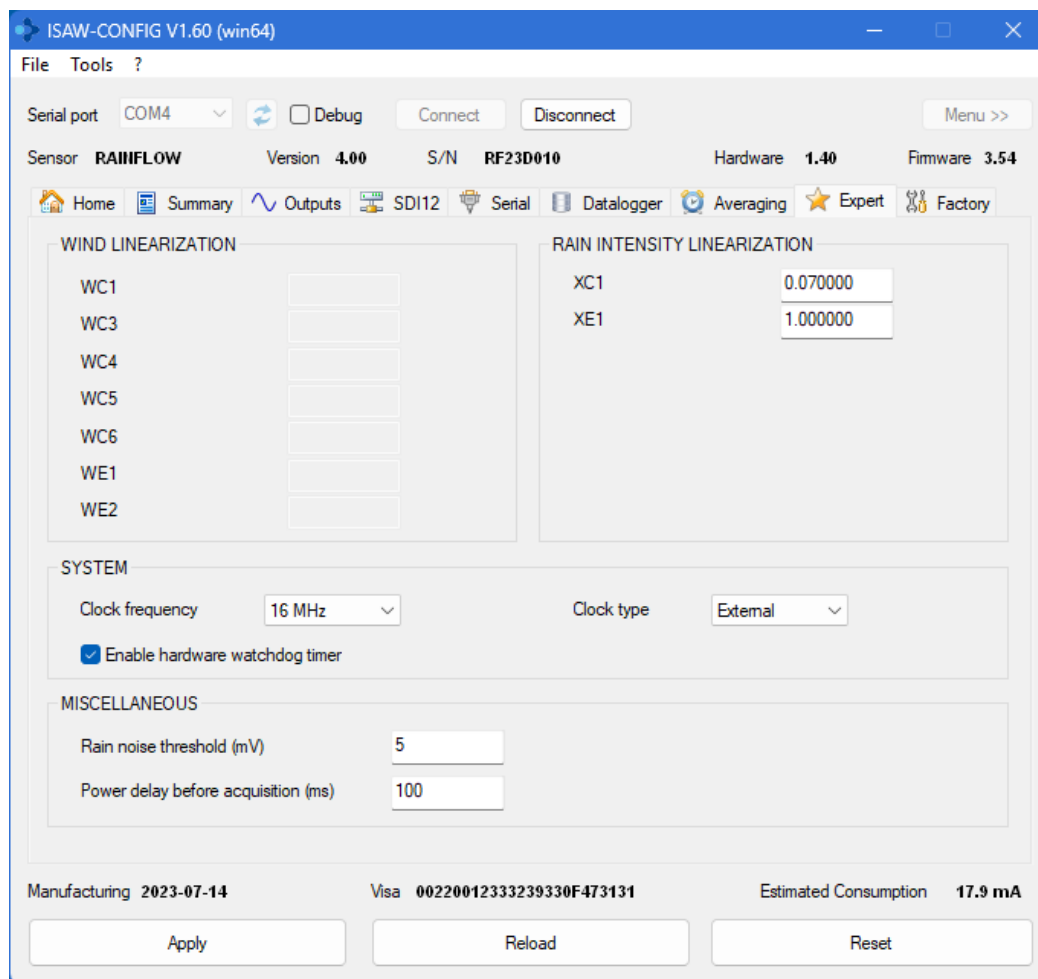 ISAW-CONFIG V1.60 (win64)
File Tools ?
Serial port COM4 Debug Connect Disconnect Menu >>
Sensor RAINFLOW Version 4.00 S/N RF23D010 Hardware 1.40 Firmware 3.54
Home Summary Outputs SDI12 Serial Datalogger Averaging Expert Factory
WIND LINEARIZATION
WC1
WC3
WC4
WC5
WC6
WE1
WE2
RAIN INTENSITY LINEARIZATION
XC1 0.070000
XE1 1.000000
SYSTEM
Clock frequency 16 MHz Clock type External
Enable hardware watchdog timer
MISCELLANEOUS
Rain noise threshold (mV) 5
Power delay before acquisition (ms) 100
Manufacturing 2023-07-14 Visa 00220012333239330F473131 Estimated Consumption 17.9 mA
Apply Reload Reset